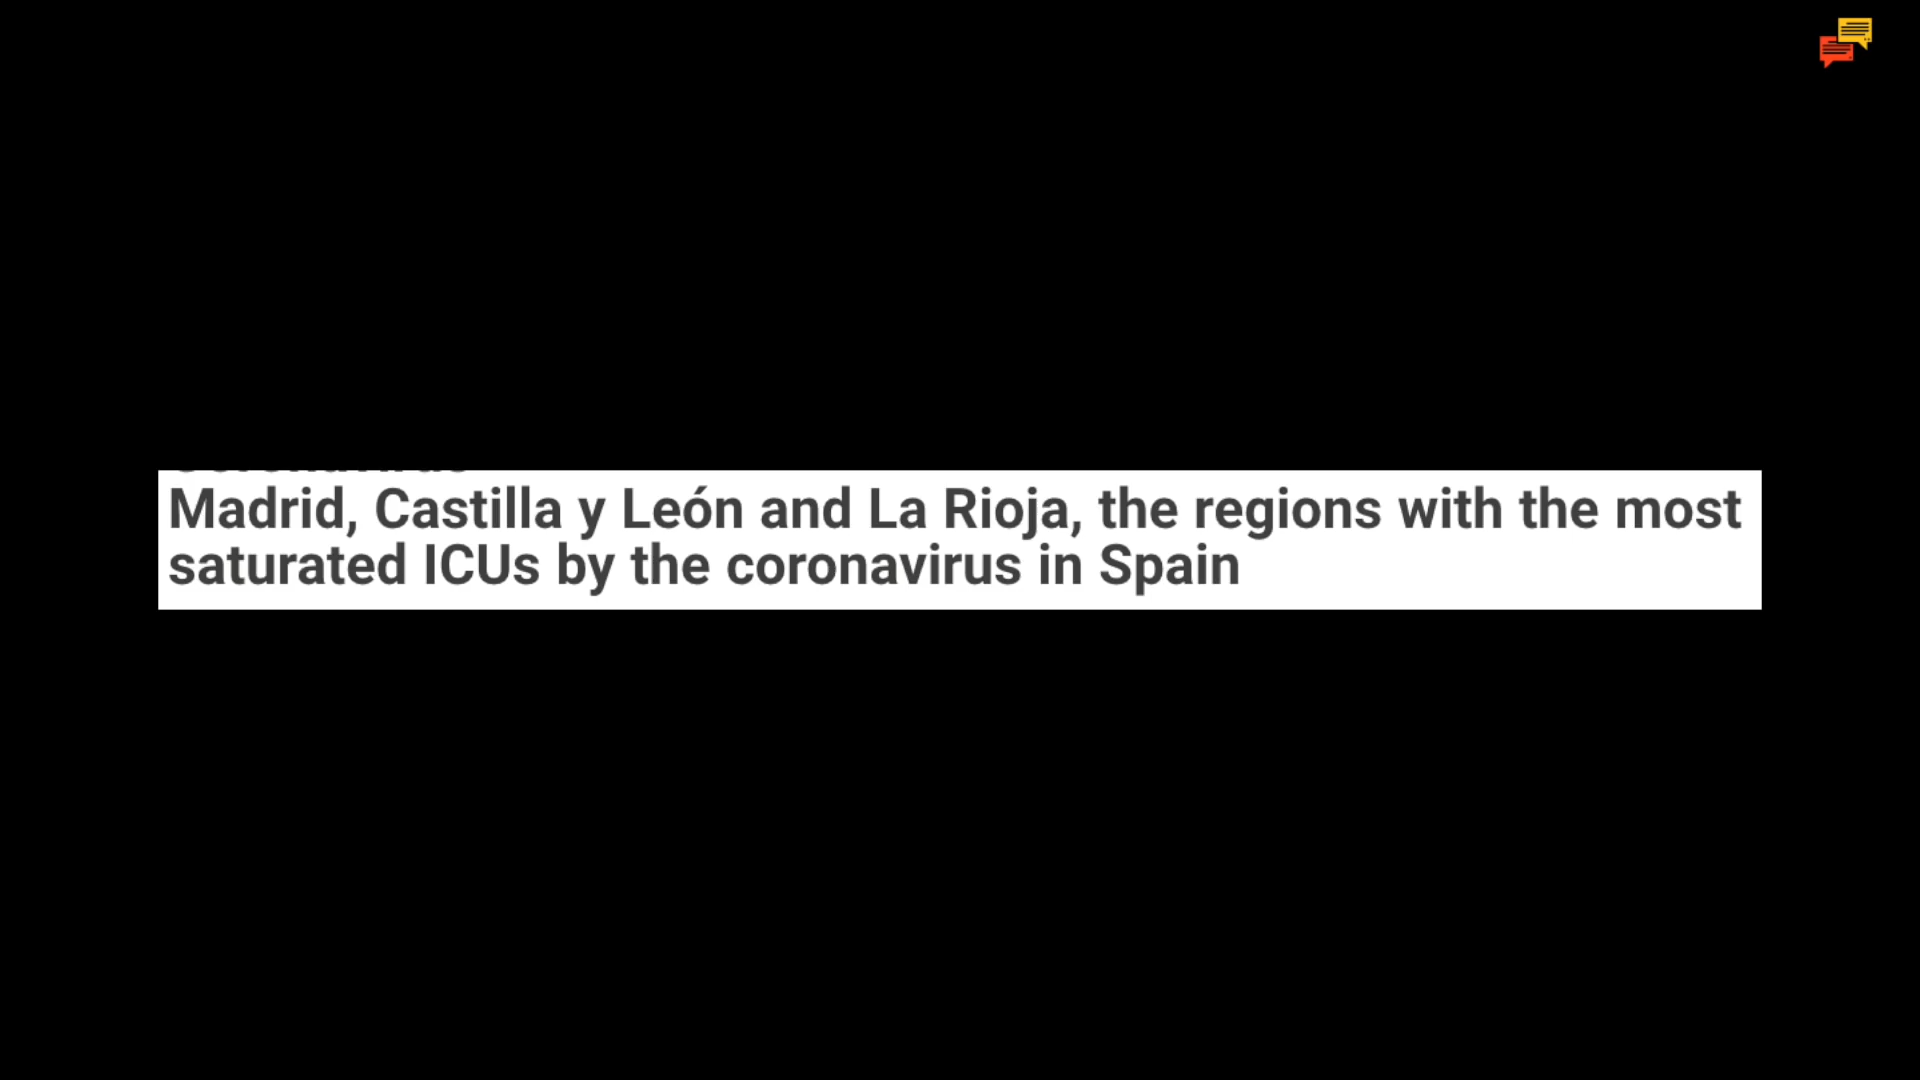 Madrid, Castilla y León and La Rioja, the regions with the most
saturated ICUs by the coronavirus in Spain